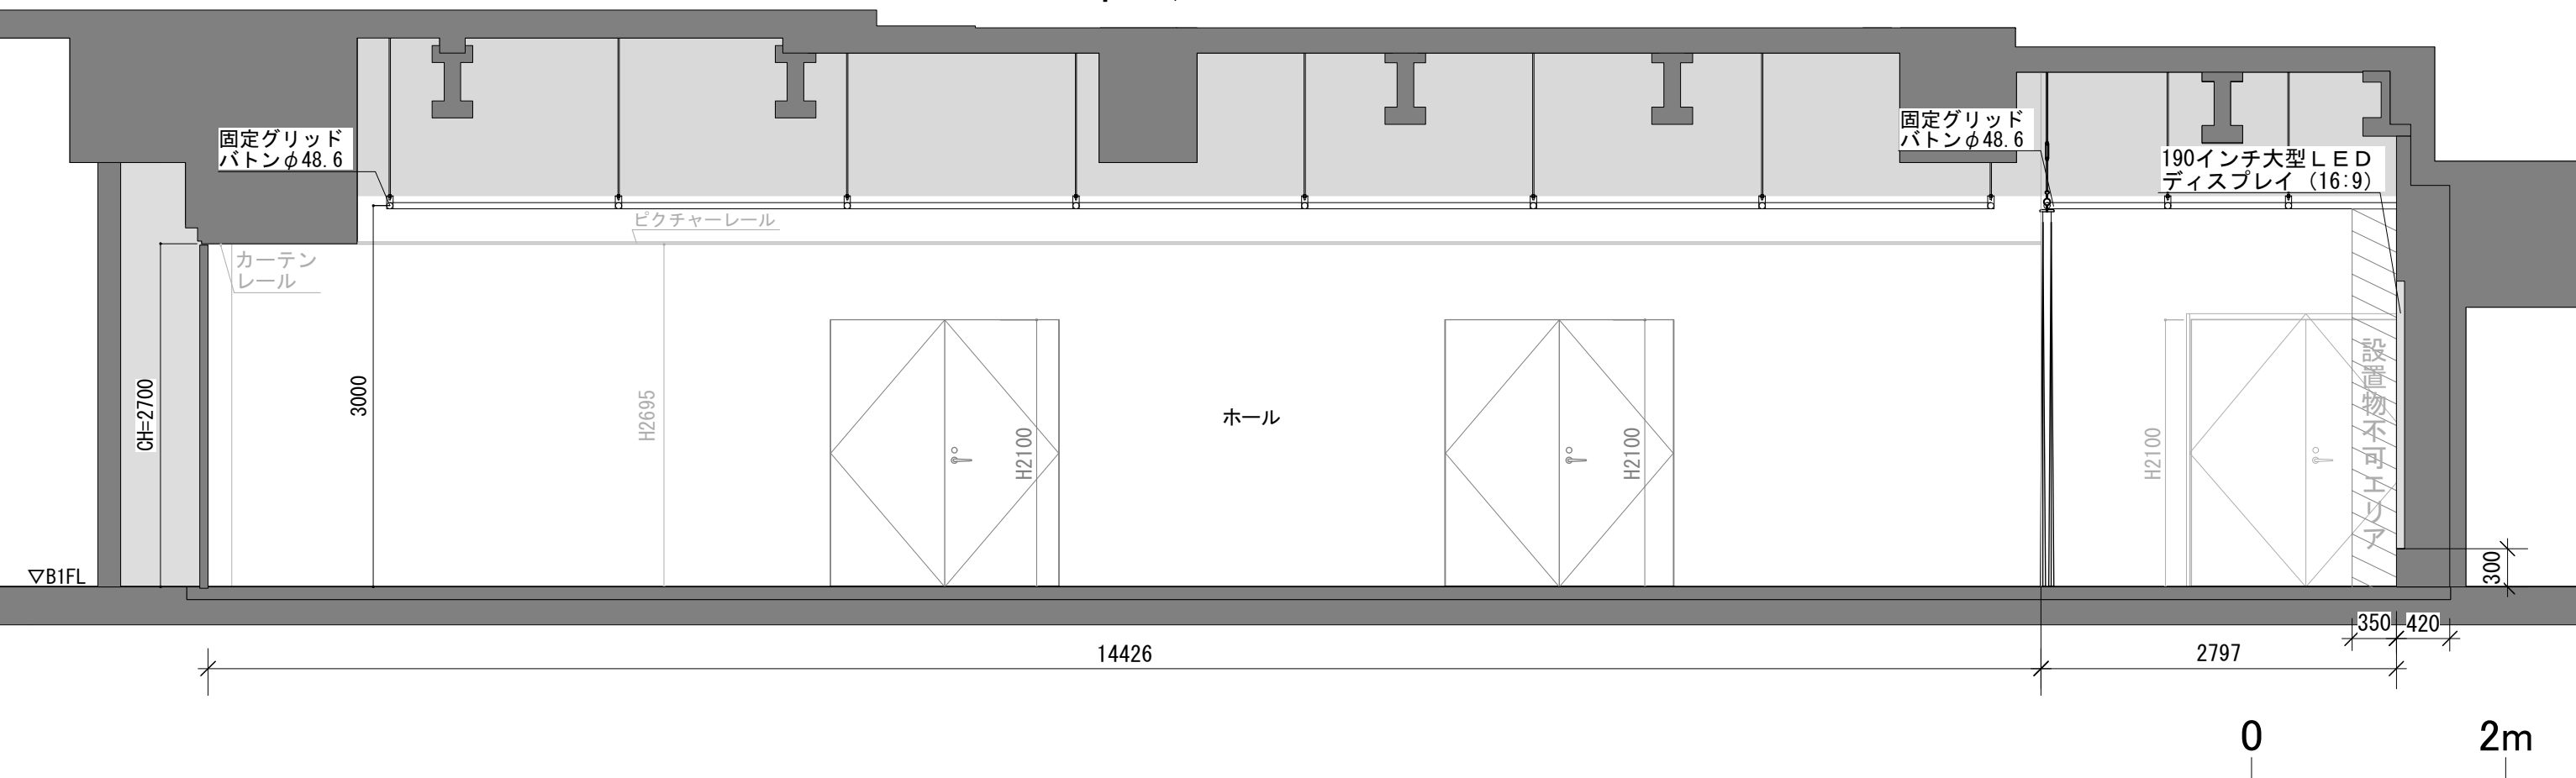 固定グリッド
バトンφ48.6
固定グリッド
バトンφ48.6
190インチ大型ＬＥＤ
ディスプレイ (16:9)
ピクチャーレール
カーテン
レール
CH=2700
3000
H2695
H2100
ホール
H2100
H2100
設置物不可エリア
▽B1FL
300
350
420
14426
2797
0
2m